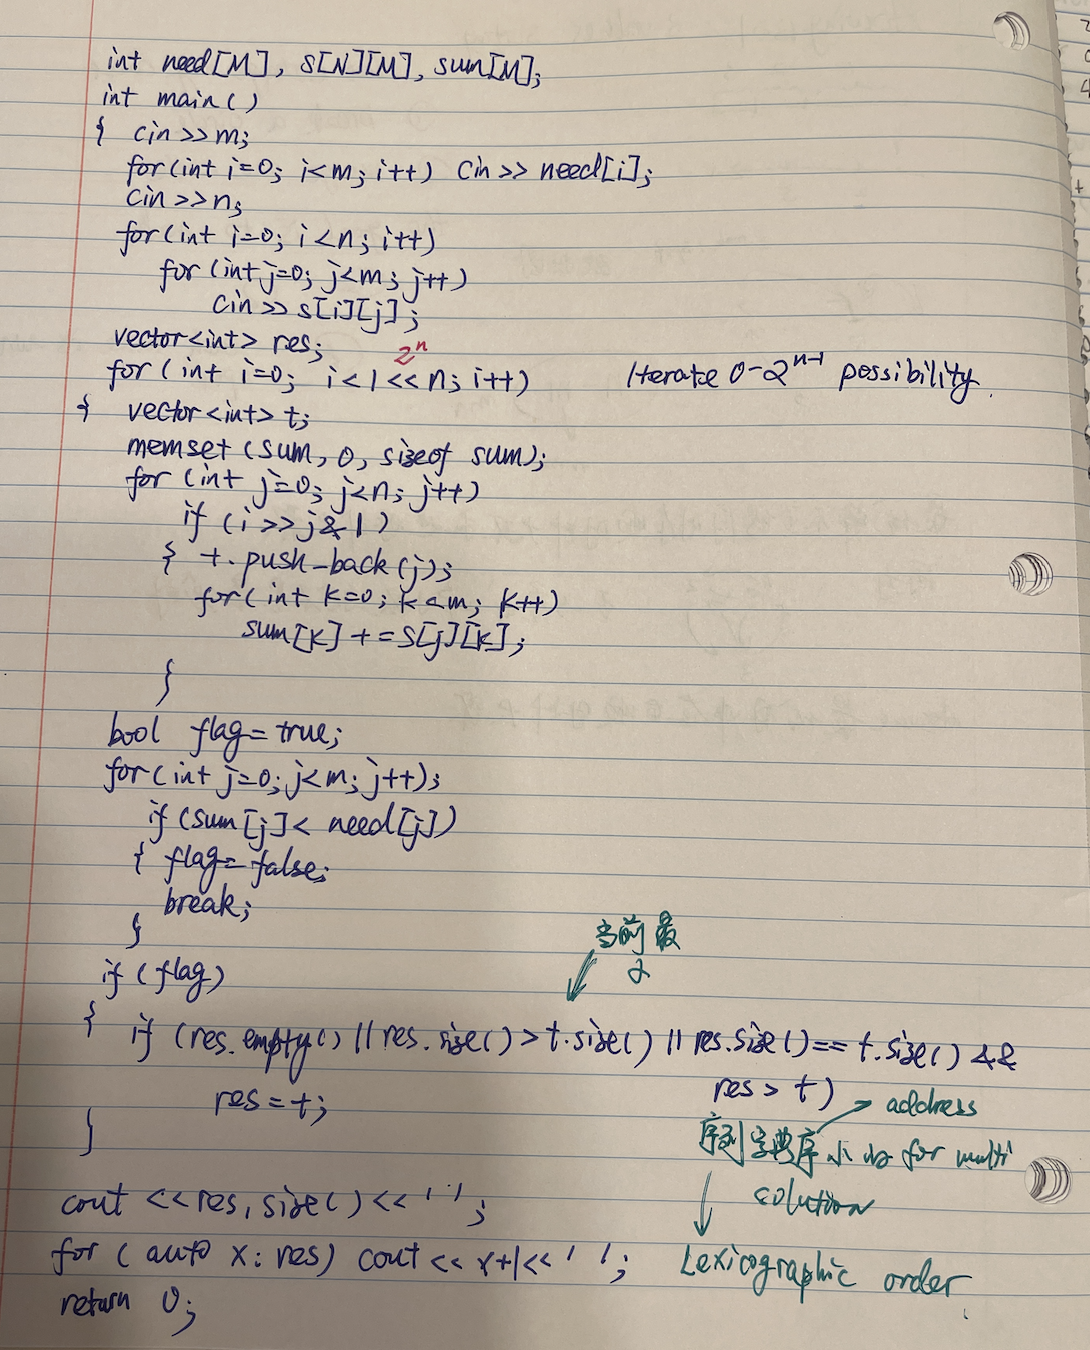 int need[M], s[N][M], sum[M];
int main()
{ cin >> m;
for(int i=0; i<m; i++) cin >> need[i];
cin >> n;
for(int i=0; i<n; i++)
for(int j=0; j<m; j++)
cin >> s[i][j];
vector<int> res;
2^n
for(int i=0; i<1<<n; i++) Iterate 0-2^n-1 possibility.
{ vector<int> t;
memset(sum, 0, sizeof sum);
for(int j=0; j<n; j++)
if (i>>j&1)
{ t.push_back(j);
for(int k=0; k<m; k++)
sum[k] += s[j][k];
}
bool flag=true;
for(int j=0; j<m; j++);
if (sum[j]< need[j])
{ flag=false;
break;
}
当前最
if (flag)
{ if (res.empty() || res.size()>t.size() || res.size()==t.size() &&
res > t)
res = t;
address
}
序列字典序小 for multi
solution
cout << res.size() << ' ';
for (auto x: res) cout << x+1 << ' ';
Lexicographic order.
return 0;